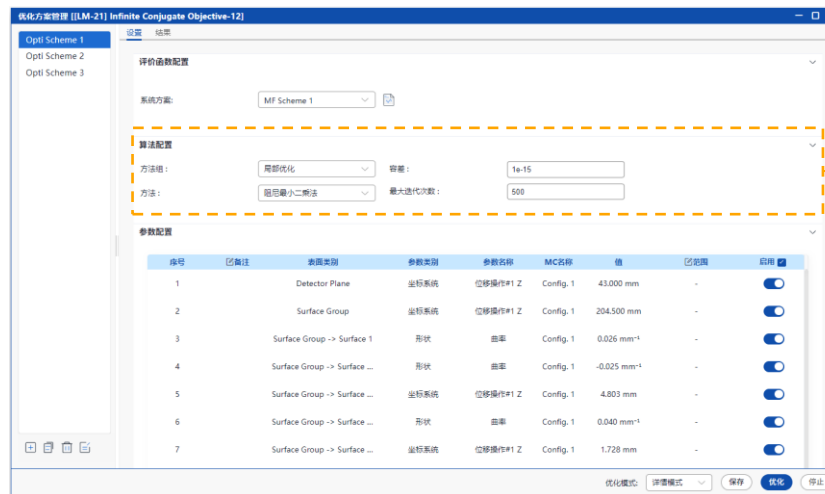 优化方案管理 [[LM-21] Infinite Conjugate Objective-12]
Opti Scheme 1
Opti Scheme 2
Opti Scheme 3
设置 结果
评价函数配置
系统方案: MF Scheme 1
算法配置
方法组: 局部优化 容差: 1e-15
方法: 阻尼最小二乘法 最大迭代次数: 500
参数配置
序号 备注 表面类别 参数类别 参数名称 MC名称 值 范围 启用
1 Detector Plane 坐标系统 位移操作#1 Z Config. 1 43.000 mm -
2 Surface Group 坐标系统 位移操作#1 Z Config. 1 204.500 mm -
3 Surface Group -> Surface 1 形状 曲率 Config. 1 0.026 mm⁻¹ -
4 Surface Group -> Surface ... 形状 曲率 Config. 1 -0.025 mm⁻¹ -
5 Surface Group -> Surface ... 坐标系统 位移操作#1 Z Config. 1 4.803 mm -
6 Surface Group -> Surface ... 形状 曲率 Config. 1 0.040 mm⁻¹ -
7 Surface Group -> Surface ... 坐标系统 位移操作#1 Z Config. 1 1.728 mm -
优化模式: 详情模式 保存 优化 停止